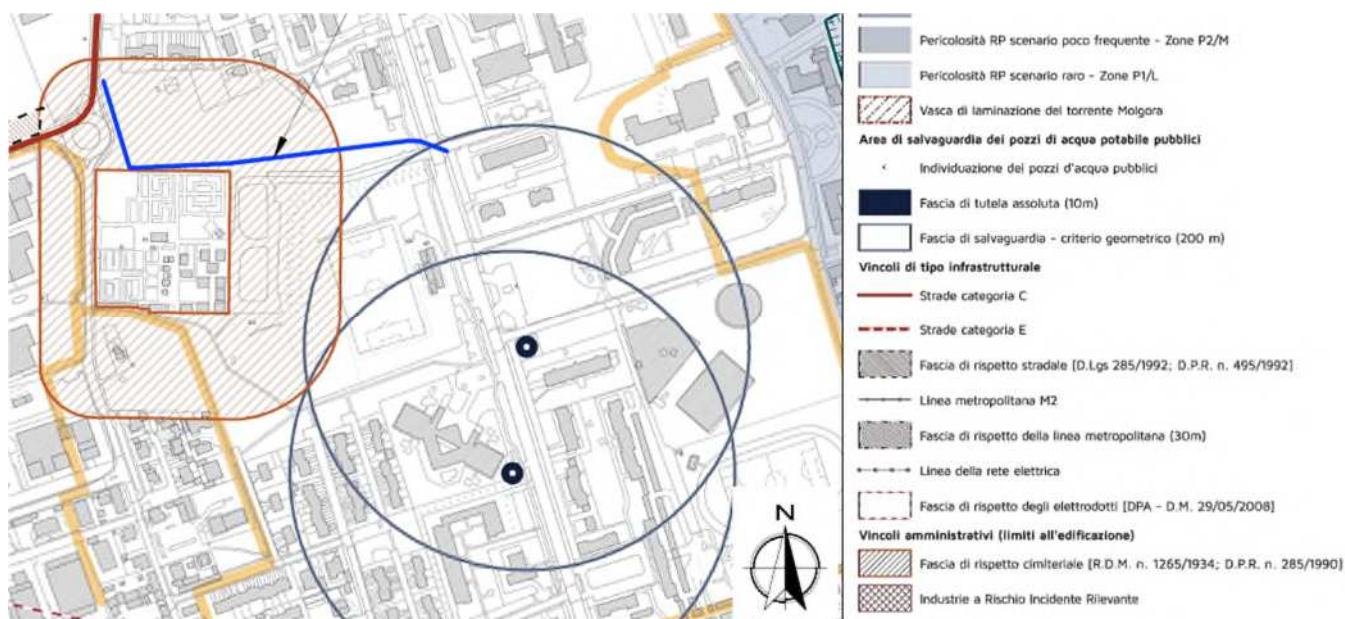 N
Pericolosità RP scenario poco frequente - Zone P2/M
Pericolosità RP scenario raro - Zone P1/L
Vasca di laminazione del torrente Molgora
Area di salvaguardia dei pozzi di acqua potabile pubblici
Individuazione dei pozzi d'acqua pubblici
Fascia di tutela assoluta (10m)
Fascia di salvaguardia - criterio geometrico (200 m)
Vincoli di tipo infrastrutturale
Strade categoria C
Strade categoria E
Fascia di rispetto stradale [D.Lgs 285/1992; D.P.R. n. 495/1992]
Linea metropolitana M2
Fascia di rispetto della linea metropolitana (30m)
Linea della rete elettrica
Fascia di rispetto degli elettrodotti [DPA - D.M. 29/05/2008]
Vincoli amministrativi (limiti all'edificazione)
Fascia di rispetto cimiteriale [R.D.M. n. 1265/1934; D.P.R. n. 285/1990]
Industrie a Rischio Incidente Rilevante